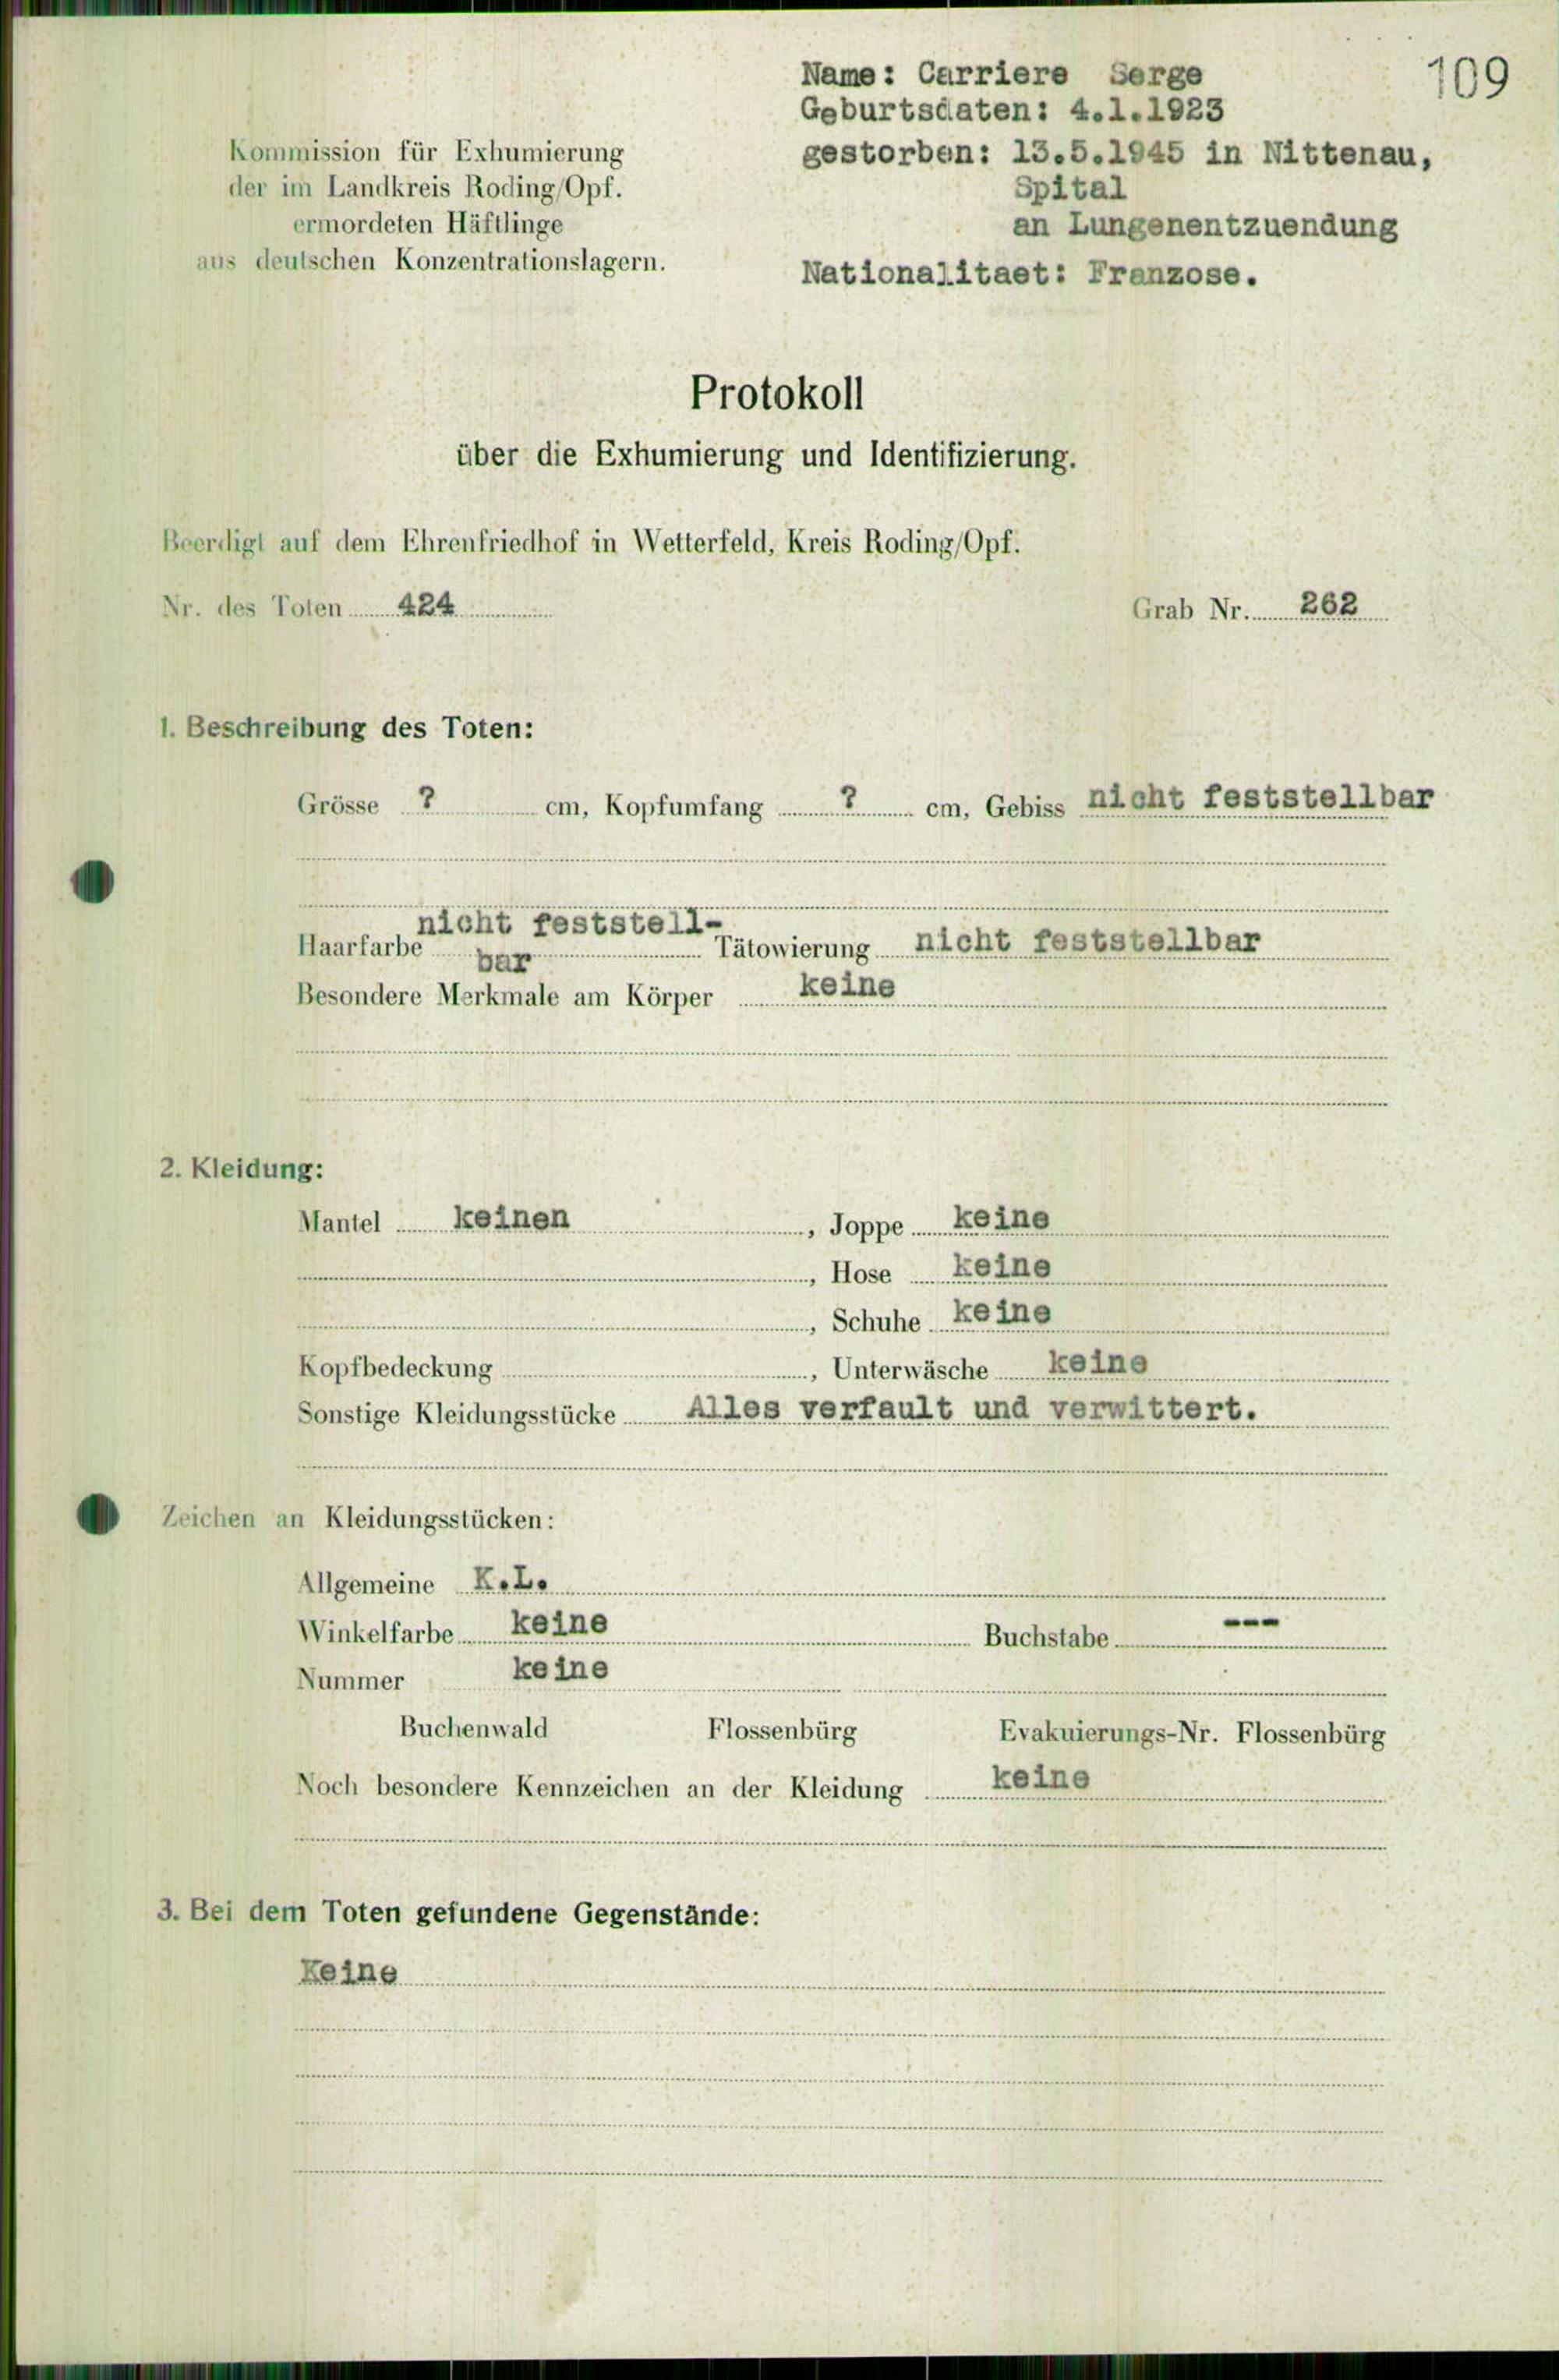 109
Kommission für Exhumierung
der im Landkreis Roding/Opf.
ermordeten Häftlinge
aus deutschen Konzentrationslagern.
Name: Carriere Serge
Geburtsdaten: 4.1.1923
gestorben: 13.5.1945 in Nittenau,
Spital
an Lungenentzuendung
Nationalitaet: Franzose.
Protokoll
über die Exhumierung und Identifizierung.
Beerdigt auf dem Ehrenfriedhof in Wetterfeld, Kreis Roding/Opf.
Nr. des Toten 424 Grab Nr. 262
1. Beschreibung des Toten:
Grösse ? cm, Kopfumfang ? cm, Gebiss nicht feststellbar
Haarfarbe nicht feststell-
bar Tätowierung nicht feststellbar
Besondere Merkmale am Körper keine
2. Kleidung:
Mantel keinen, Joppe keine
, Hose keine
, Schuhe keine
Kopfbedeckung, Unterwäsche keine
Sonstige Kleidungsstücke Alles verfault und verwittert.
Zeichen an Kleidungsstücken:
Allgemeine K.L.
Winkelfarbe keine Buchstabe ---
Nummer keine
Buchenwald Flossenbürg Evakuierungs-Nr. Flossenbürg
Noch besondere Kennzeichen an der Kleidung keine
3. Bei dem Toten gefundene Gegenstände:
Keine